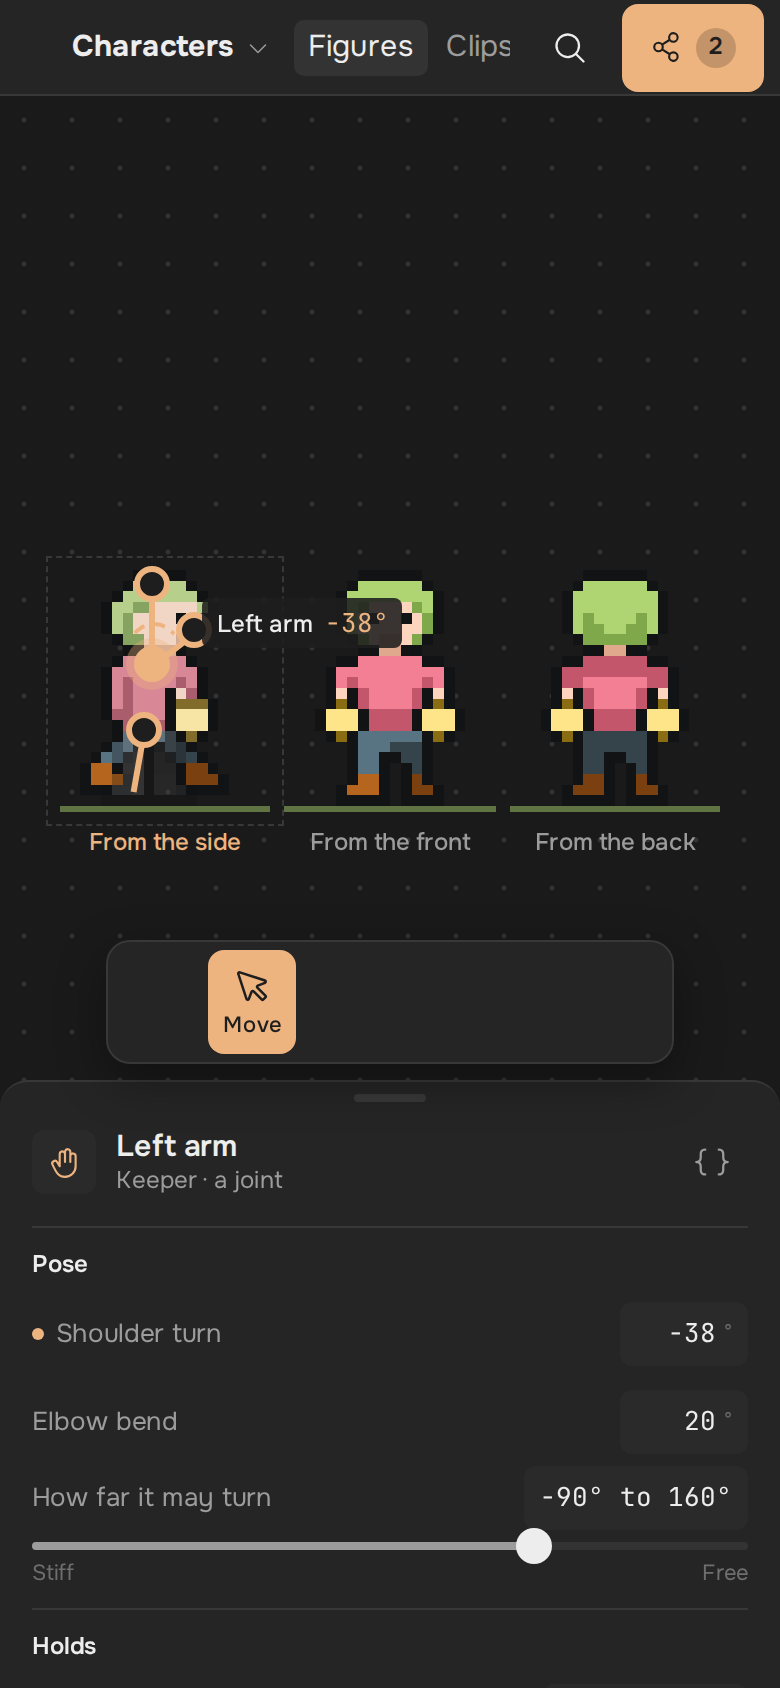 Characters Figures Clips 2
Left arm -38°
From the side From the front From the back
Move
Left arm
Keeper · a joint
{ }
Pose
Shoulder turn -38 °
Elbow bend 20 °
How far it may turn -90° to 160°
Stiff Free
Holds